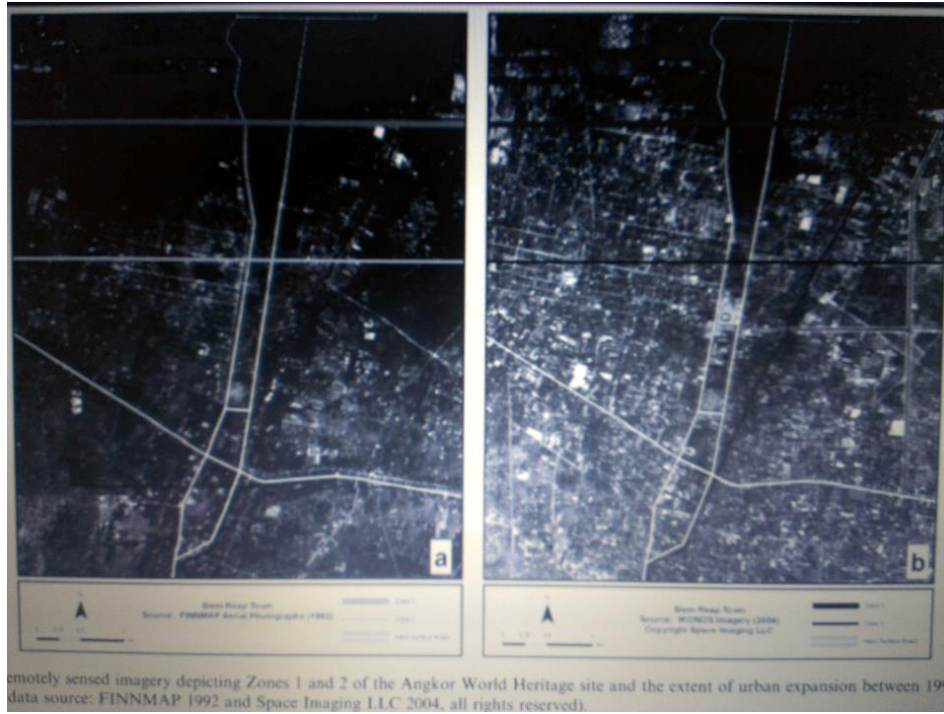 a
b
N
Siem Reap Town
Source: FINNMAP Aerial Photographs (1992)
Zone 1
Zone 2
N
Siem Reap Town
Source: IKONOS Imagery (2004)
Copyright Space Imaging LLC
Zone 1
Zone 2
emotely sensed imagery depicting Zones 1 and 2 of the Angkor World Heritage site and the extent of urban expansion between 19
data source: FINNMAP 1992 and Space Imaging LLC 2004, all rights reserved).